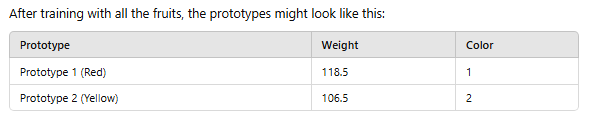 After training with all the fruits, the prototypes might look like this:
Prototype Weight Color
Prototype 1 (Red) 118.5 1
Prototype 2 (Yellow) 106.5 2